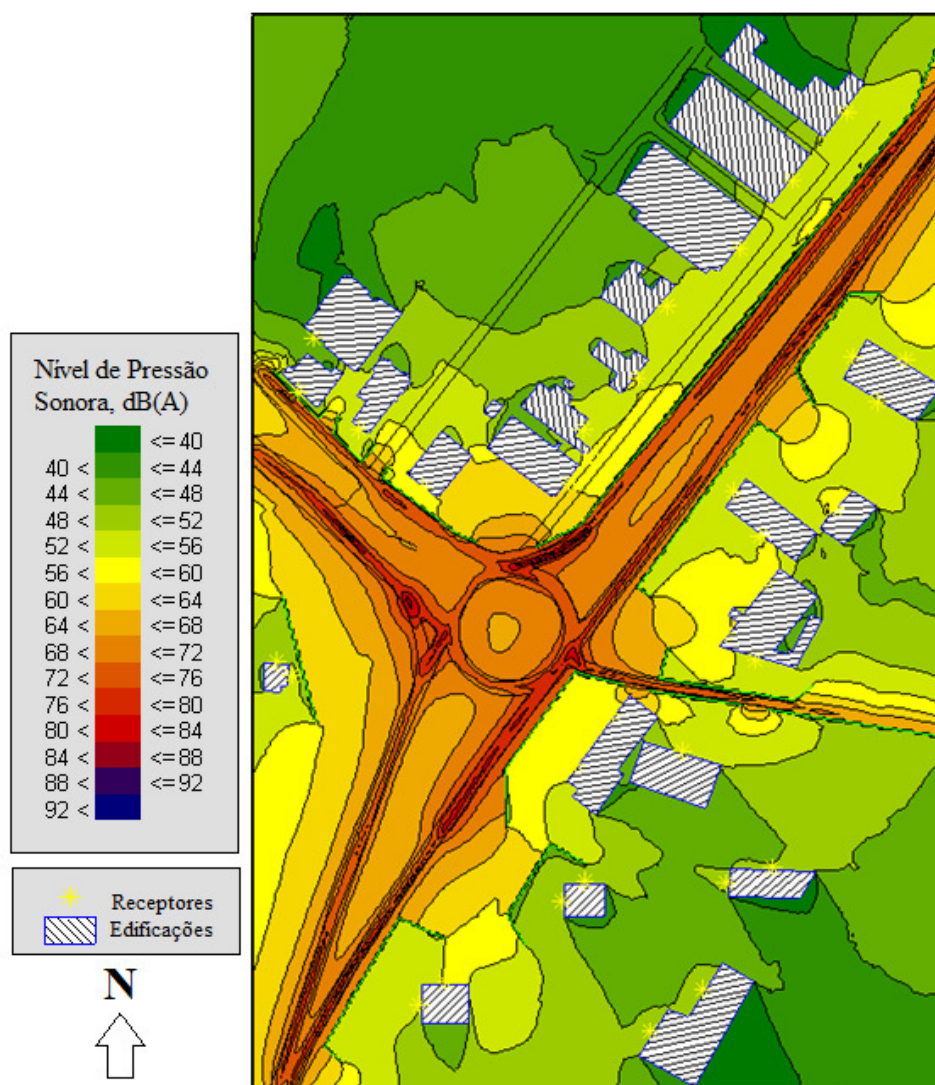 Nível de Pressão
Sonora, dB(A)
<= 40
40 < <= 44
44 < <= 48
48 < <= 52
52 < <= 56
56 < <= 60
60 < <= 64
64 < <= 68
68 < <= 72
72 < <= 76
76 < <= 80
80 < <= 84
84 < <= 88
88 < <= 92
92 <
Receptores
Edificações
N